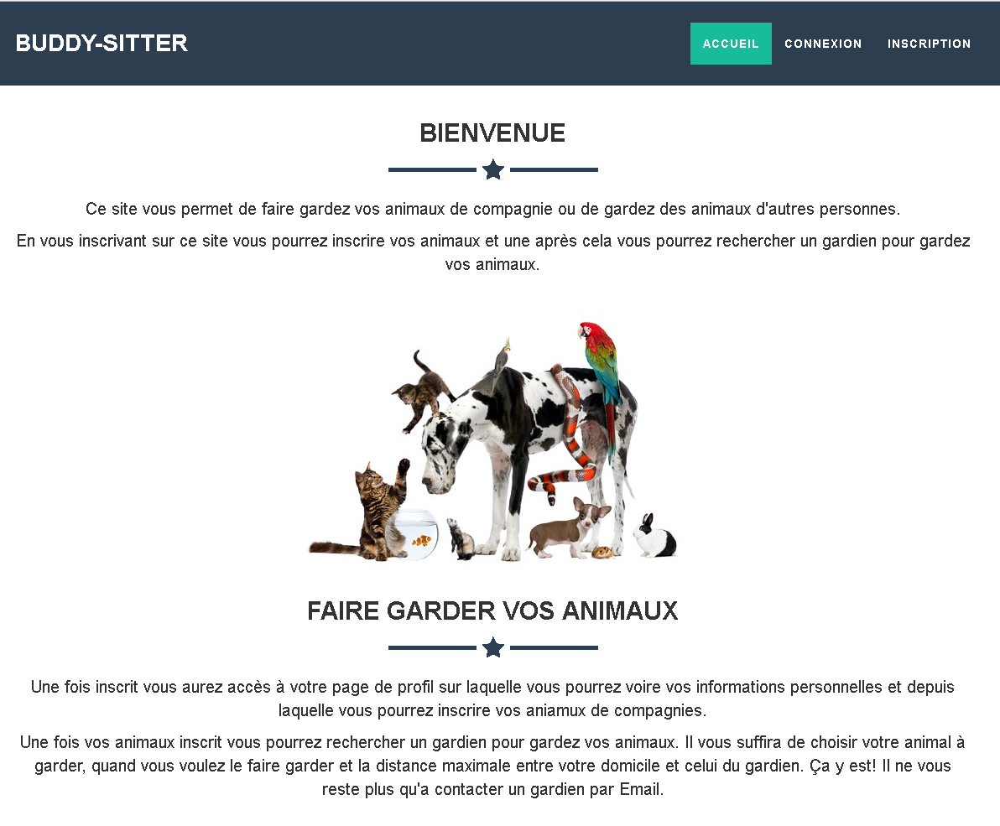 BUDDY-SITTER
ACCUEIL CONNEXION INSCRIPTION
BIENVENUE
Ce site vous permet de faire gardez vos animaux de compagnie ou de gardez des animaux d'autres personnes.
En vous inscrivant sur ce site vous pourrez inscrire vos animaux et une après cela vous pourrez rechercher un gardien pour gardez
vos animaux.
FAIRE GARDER VOS ANIMAUX
Une fois inscrit vous aurez accès à votre page de profil sur laquelle vous pourrez voire vos informations personnelles et depuis
laquelle vous pourrez inscrire vos aniamux de compagnies.
Une fois vos animaux inscrit vous pourrez rechercher un gardien pour gardez vos animaux. Il vous suffira de choisir votre animal à
garder, quand vous voulez le faire garder et la distance maximale entre votre domicile et celui du gardien. Ça y est! Il ne vous
reste plus qu'a contacter un gardien par Email.